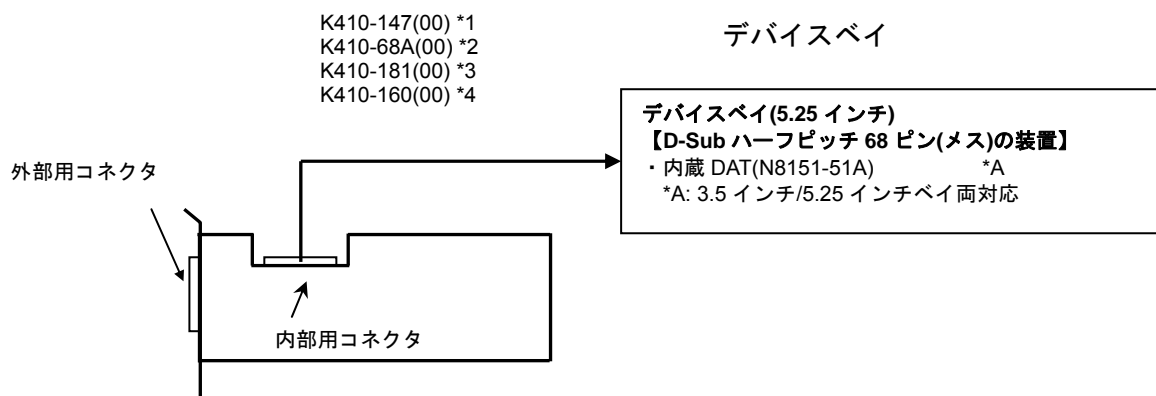 K410-147(00) *1
K410-68A(00) *2
K410-181(00) *3
K410-160(00) *4
デバイスベイ
デバイスベイ(5.25 インチ)
【D-Sub ハーフピッチ 68 ピン(メス)の装置】
・内蔵 DAT(N8151-51A) *A
*A: 3.5 インチ/5.25 インチベイ両対応
外部用コネクタ
内部用コネクタ